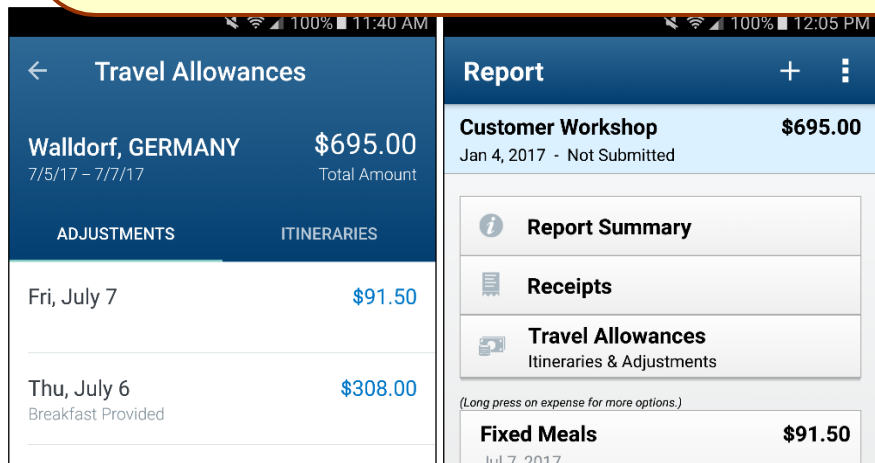 100% 11:40 AM
Travel Allowances
Walldorf, GERMANY $695.00
7/5/17 – 7/7/17 Total Amount
ADJUSTMENTS ITINERARIES
Fri, July 7 $91.50
Thu, July 6 $308.00
Breakfast Provided
100% 12:05 PM
Report
Customer Workshop $695.00
Jan 4, 2017 - Not Submitted
Report Summary
Receipts
Travel Allowances
Itineraries & Adjustments
(Long press on expense for more options.)
Fixed Meals $91.50
Jul 7, 2017